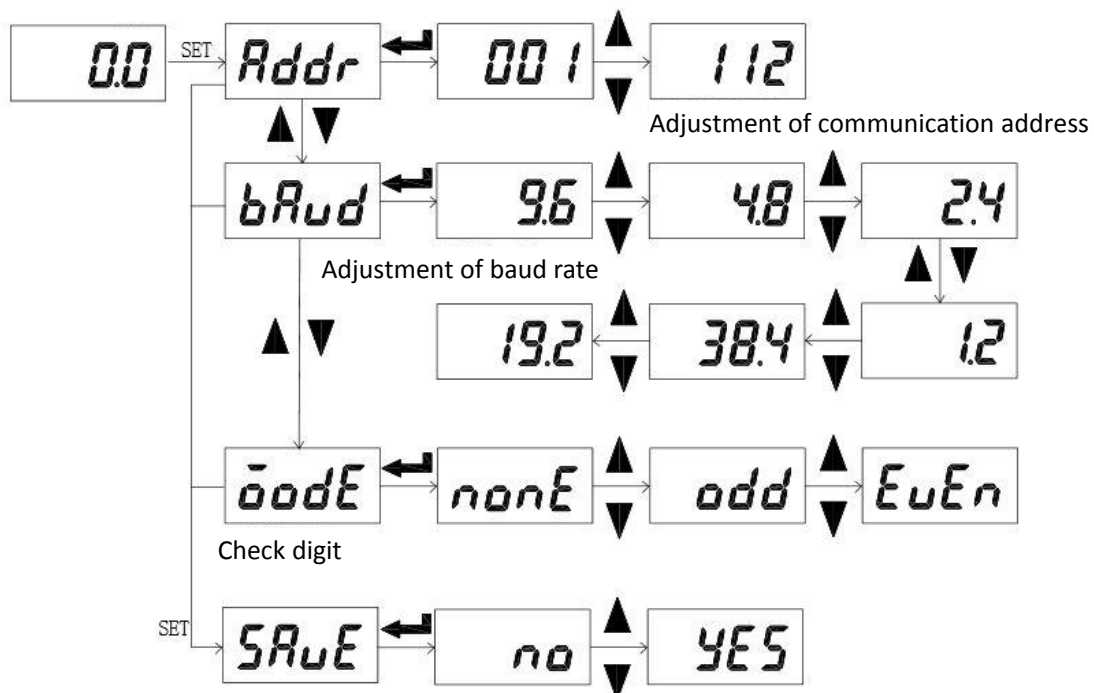 0.0 SET Addr 001 112
Adjustment of communication address
bAud 9.6 4.8 2.4
Adjustment of baud rate
19.2 38.4 1.2
ōodE nonE odd EvEn
Check digit
SET SAvE no YES